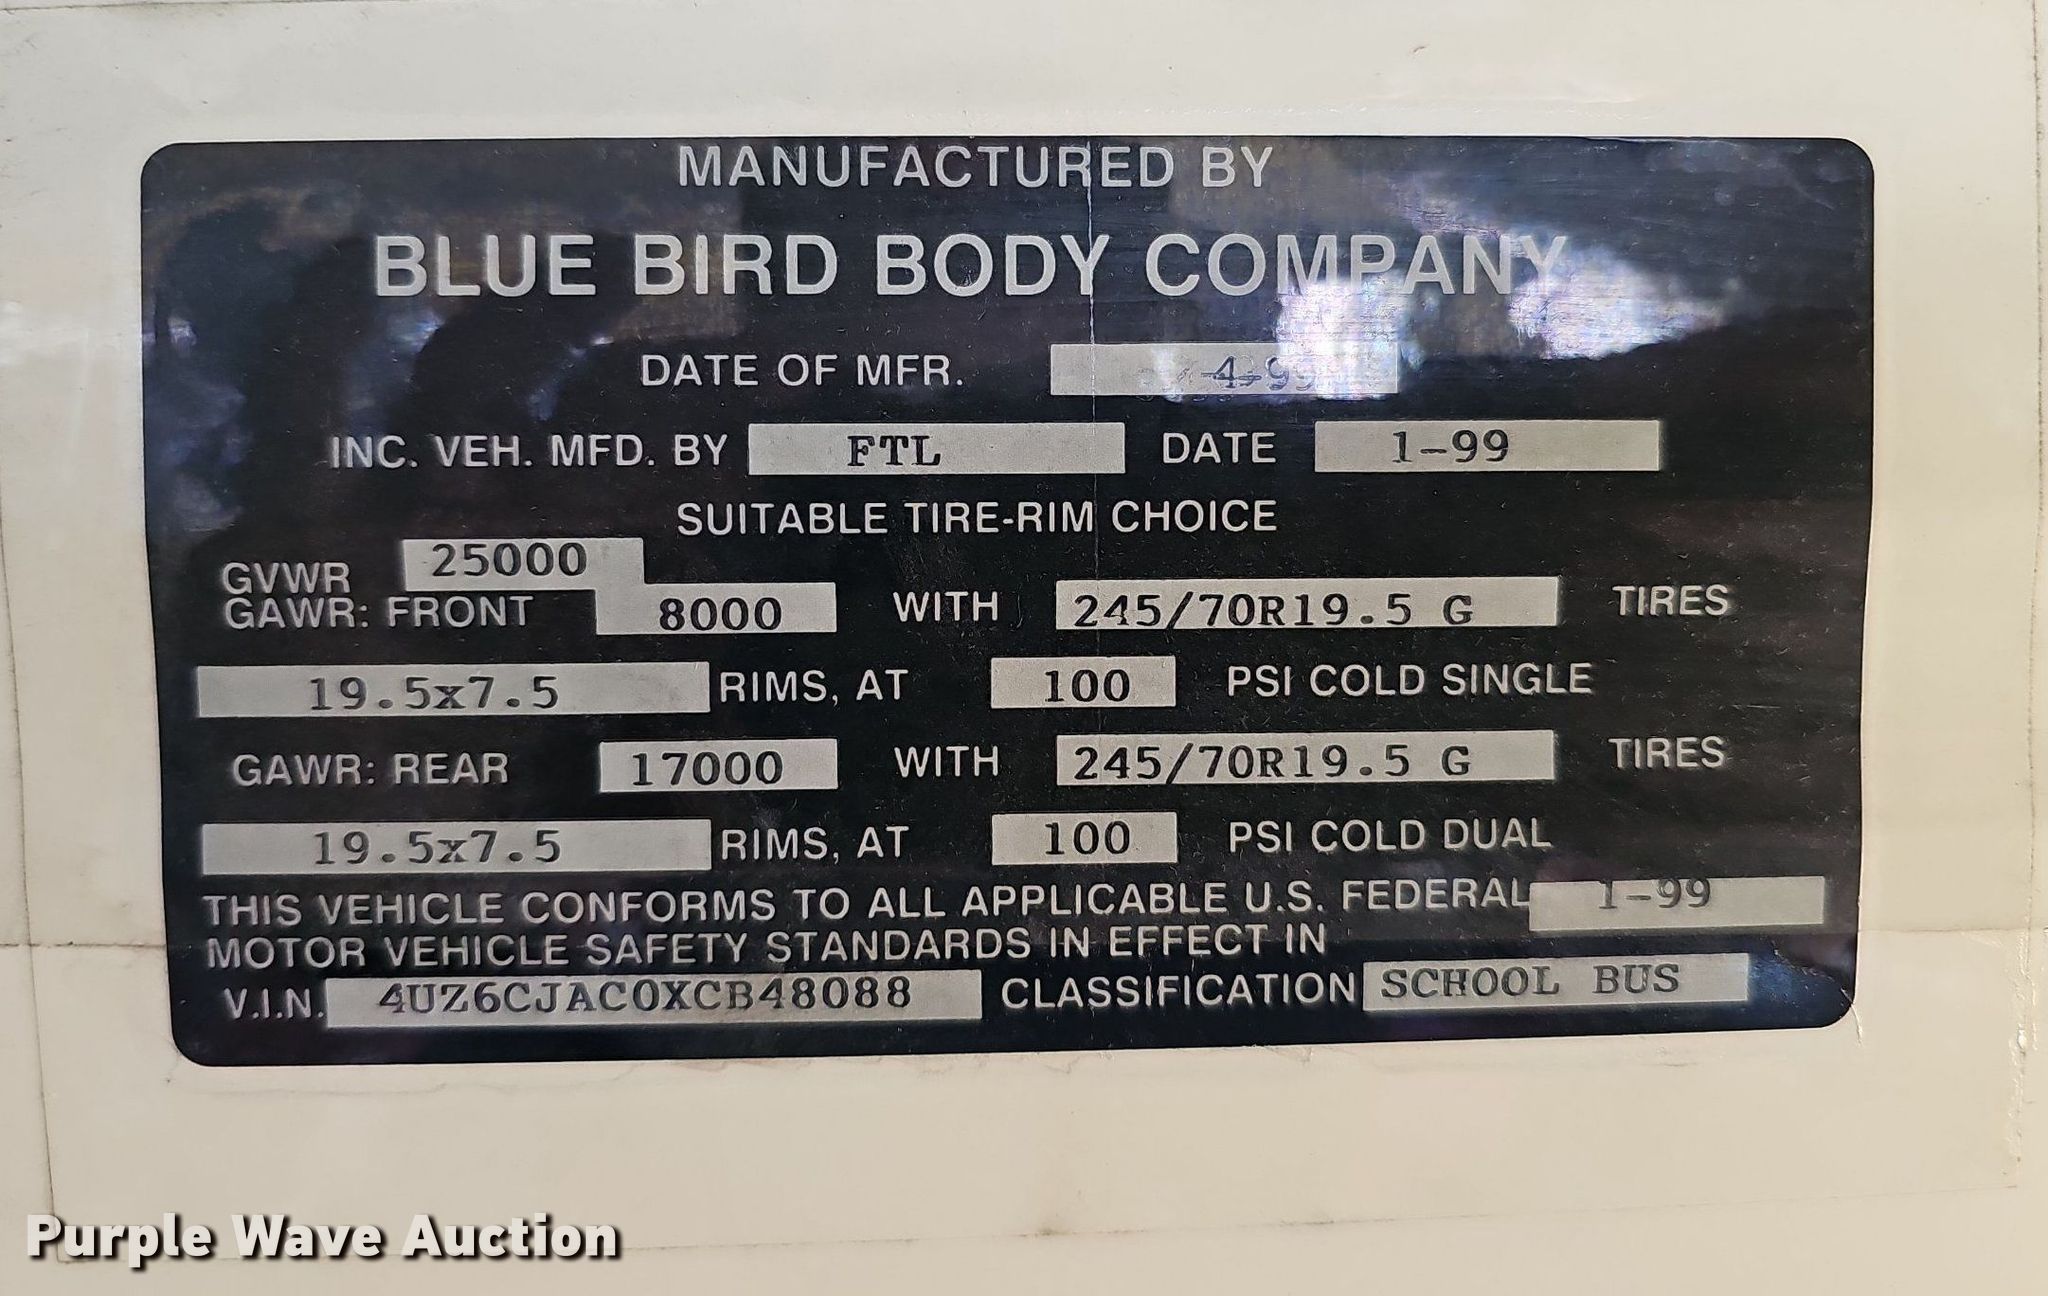 MANUFACTURED BY
BLUE BIRD BODY COMPANY
DATE OF MFR. 4-99
INC. VEH. MFD. BY FTL DATE 1-99
SUITABLE TIRE-RIM CHOICE
GVWR 25000
GAWR: FRONT 8000 WITH 245/70R19.5 G TIRES
19.5x7.5 RIMS, AT 100 PSI COLD SINGLE
GAWR: REAR 17000 WITH 245/70R19.5 G TIRES
19.5x7.5 RIMS, AT 100 PSI COLD DUAL
THIS VEHICLE CONFORMS TO ALL APPLICABLE U.S. FEDERAL 1-99
MOTOR VEHICLE SAFETY STANDARDS IN EFFECT IN
V.I.N. 4UZ6CJAC0XCB48088 CLASSIFICATION SCHOOL BUS
Purple Wave Auction